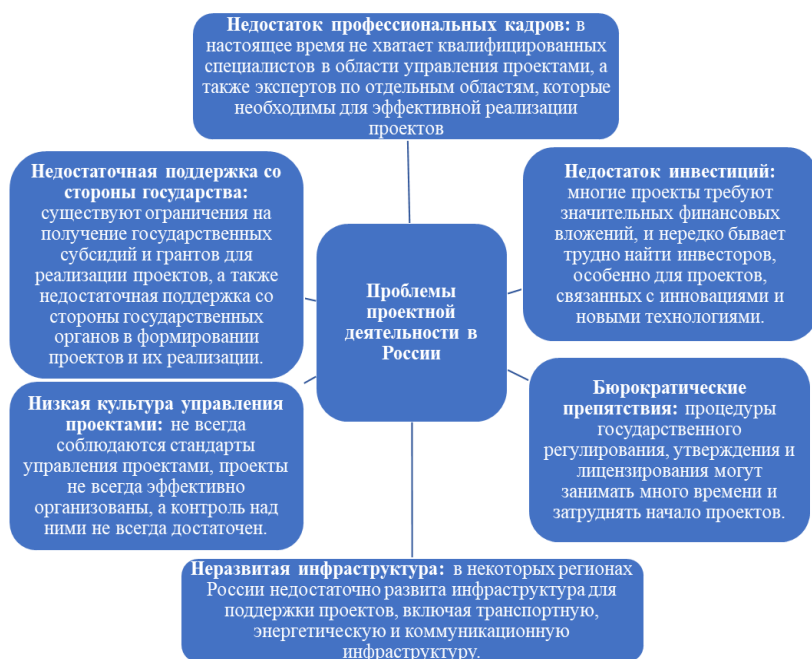 Недостаток профессиональных кадров: в
настоящее время не хватает квалифицированных
специалистов в области управления проектами, а
также экспертов по отдельным областям, которые
необходимы для эффективной реализации
проектов
Недостаточная поддержка со
стороны государства:
существуют ограничения на
получение государственных
субсидий и грантов для
реализации проектов, а также
недостаточная поддержка со
стороны государственных
органов в формировании
проектов и их реализации.
Проблемы
проектной
деятельности в
России
Недостаток инвестиций:
многие проекты требуют
значительных финансовых
вложений, и нередко бывает
трудно найти инвесторов,
особенно для проектов,
связанных с инновациями и
новыми технологиями.
Низкая культура управления
проектами: не всегда
соблюдаются стандарты
управления проектами, проекты
не всегда эффективно
организованы, а контроль над
ними не всегда достаточен.
Бюрократические
препятствия: процедуры
государственного
регулирования, утверждения и
лицензирования могут
занимать много времени и
затруднять начало проектов.
Неразвитая инфраструктура: в некоторых регионах
России недостаточно развита инфраструктура для
поддержки проектов, включая транспортную,
энергетическую и коммуникационную
инфраструктуру.